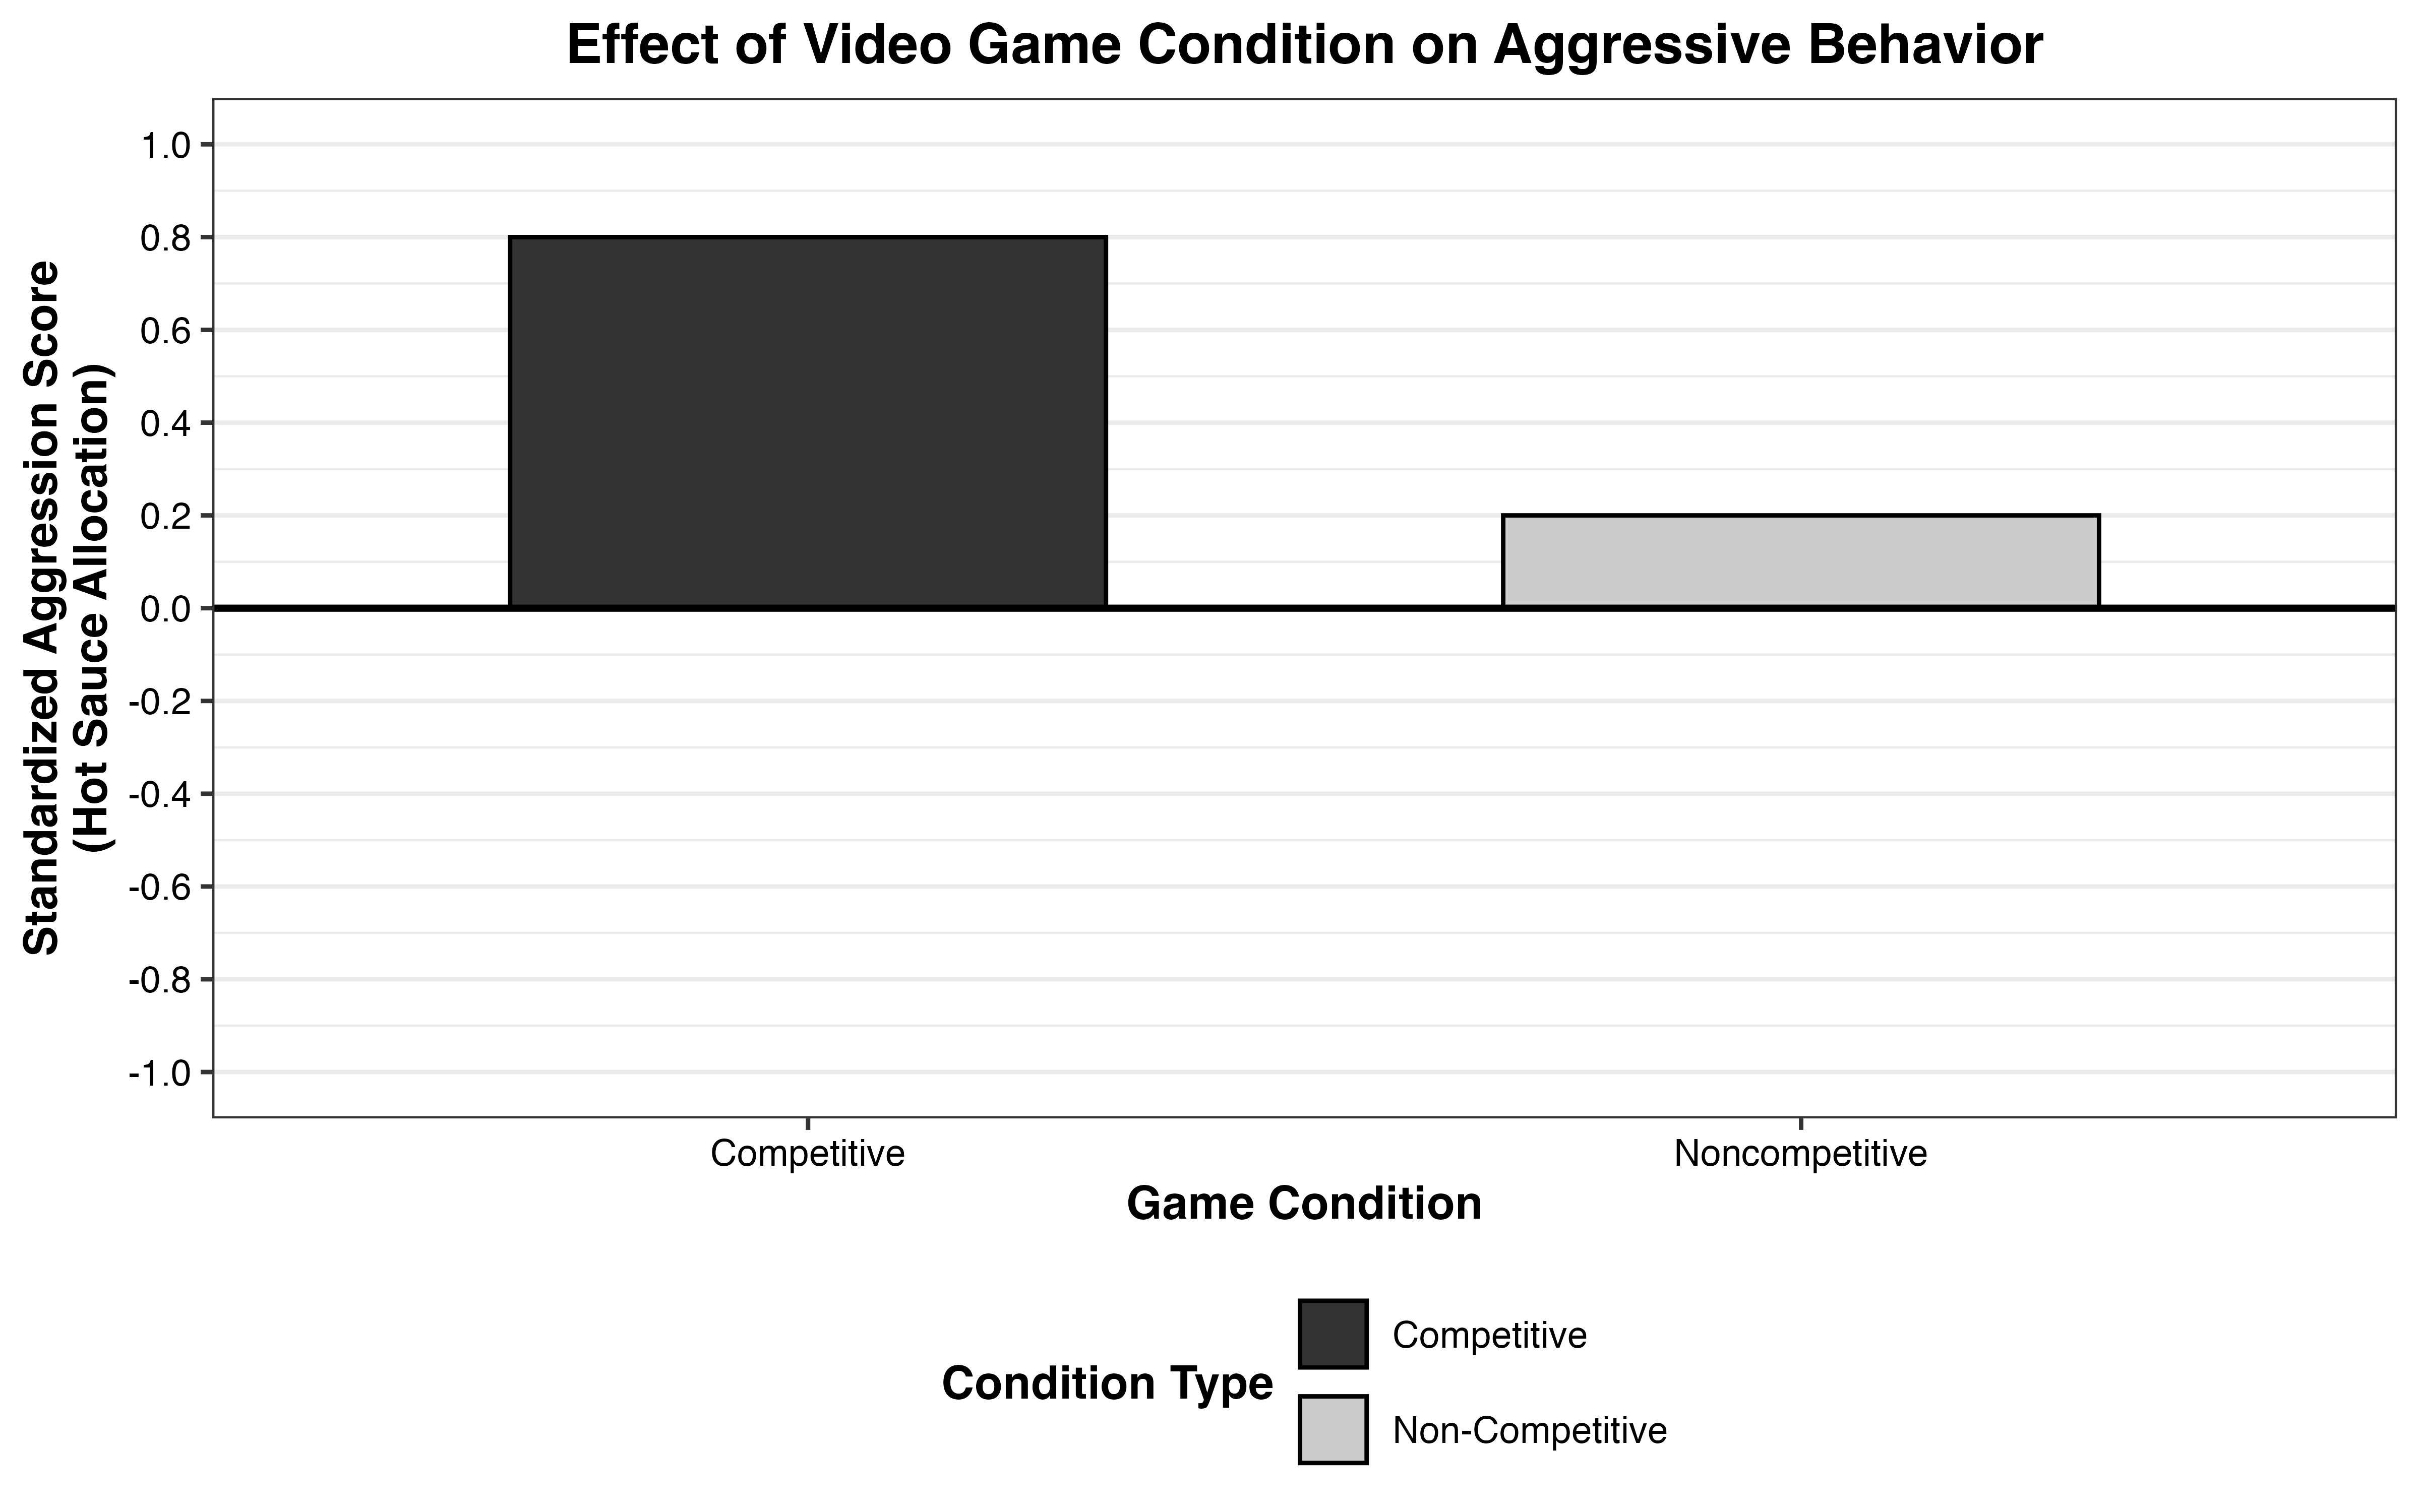 Effect of Video Game Condition on Aggressive Behavior
Standardized Aggression Score
(Hot Sauce Allocation)
1.0
0.8
0.6
0.4
0.2
0.0
-0.2
-0.4
-0.6
-0.8
-1.0
Competitive
Noncompetitive
Game Condition
Condition Type
Competitive
Non-Competitive